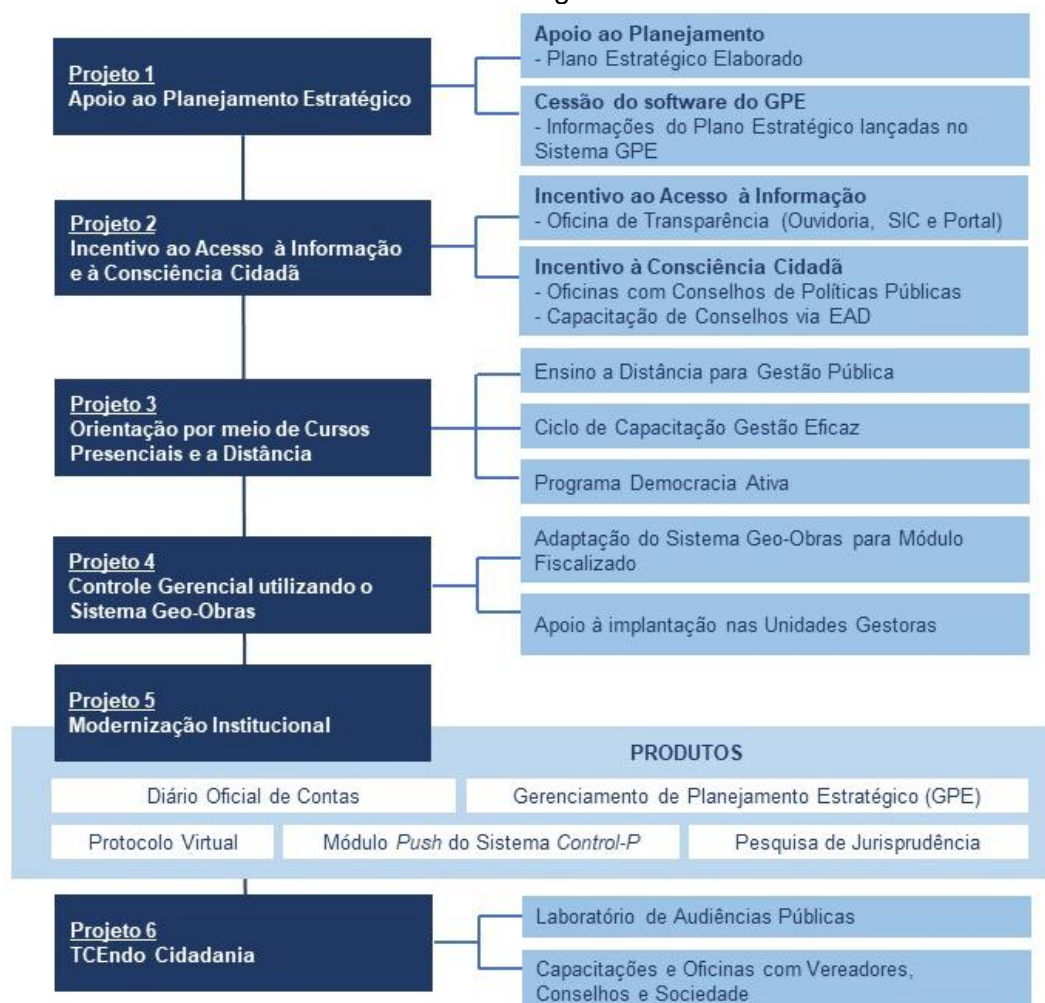 Projeto 1
Apoio ao Planejamento Estratégico
Apoio ao Planejamento
- Plano Estratégico Elaborado
Cessão do software do GPE
- Informações do Plano Estratégico lançadas no
Sistema GPE
Projeto 2
Incentivo ao Acesso à Informação
e à Consciência Cidadã
Incentivo ao Acesso à Informação
- Oficina de Transparência (Ouvidoria, SIC e Portal)
Incentivo à Consciência Cidadã
- Oficinas com Conselhos de Políticas Públicas
- Capacitação de Conselhos via EAD
Projeto 3
Orientação por meio de Cursos
Presenciais e a Distância
Ensino a Distância para Gestão Pública
Ciclo de Capacitação Gestão Eficaz
Programa Democracia Ativa
Projeto 4
Controle Gerencial utilizando o
Sistema Geo-Obras
Adaptação do Sistema Geo-Obras para Módulo
Fiscalizado
Apoio à implantação nas Unidades Gestoras
Projeto 5
Modernização Institucional
PRODUTOS
Diário Oficial de Contas
Gerenciamento de Planejamento Estratégico (GPE)
Protocolo Virtual
Módulo Push do Sistema Control-P
Pesquisa de Jurisprudência
Projeto 6
TCEndo Cidadania
Laboratório de Audiências Públicas
Capacitações e Oficinas com Vereadores,
Conselhos e Sociedade